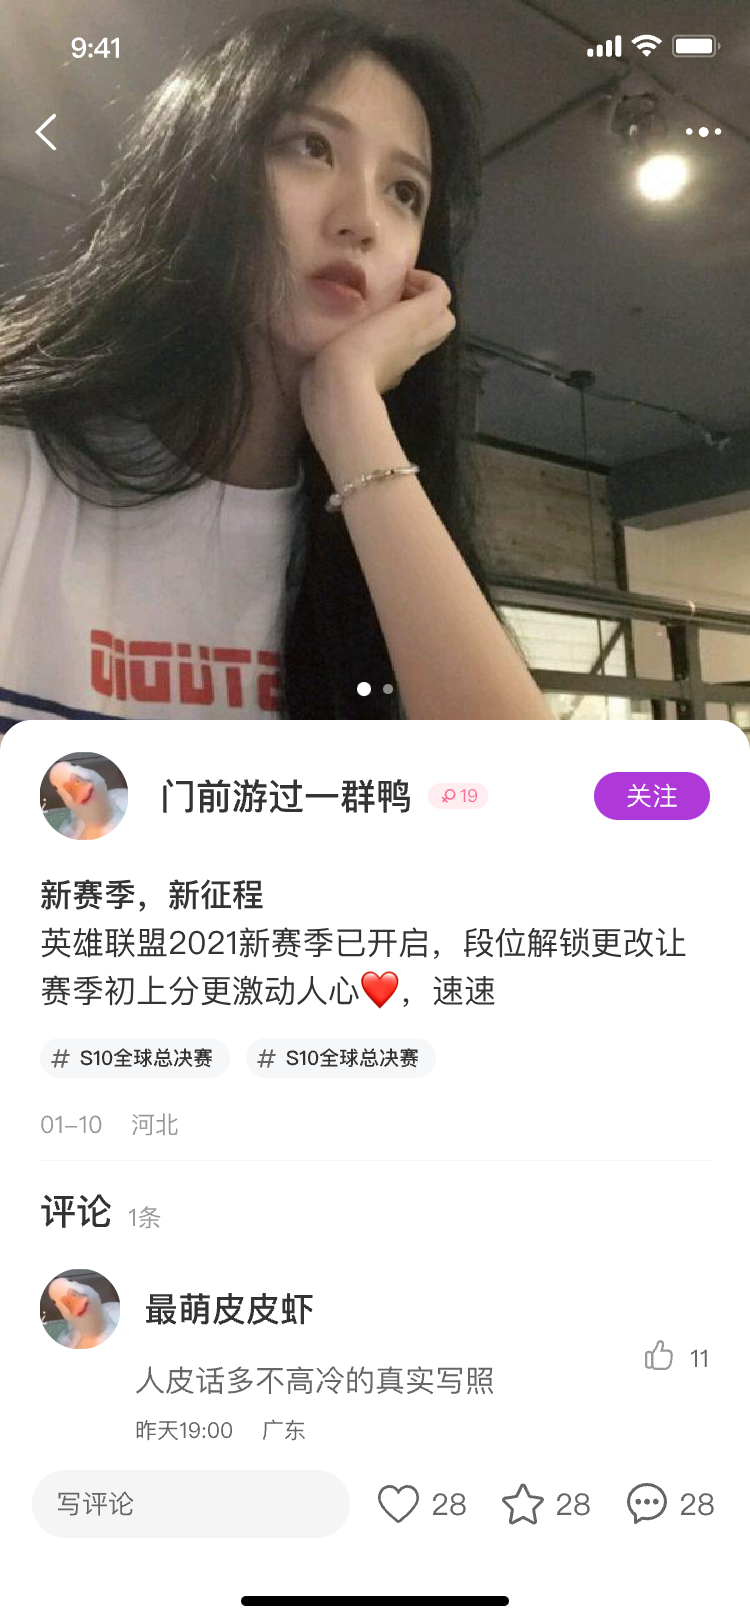 9:41
STUDIO
门前游过一群鸭
19
关注
新赛季，新征程
英雄联盟2021新赛季已开启，段位解锁更改让
赛季初上分更激动人心❤️，速速
# S10全球总决赛
# S10全球总决赛
01-10 河北
评论 1条
最萌皮皮虾
人皮话多不高冷的真实写照
11
昨天19:00 广东
写评论
28
28
28